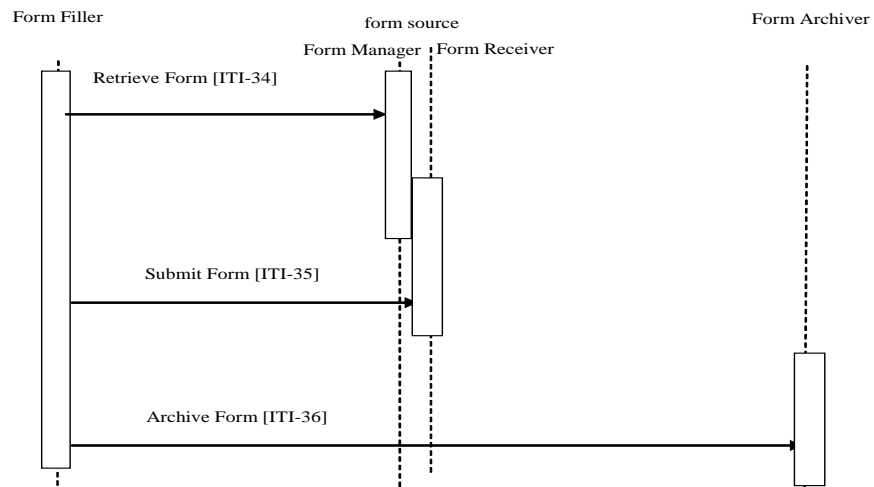 Form Filler
form source
Form Archiver
Form Manager
Form Receiver
Retrieve Form [ITI-34]
Submit Form [ITI-35]
Archive Form [ITI-36]